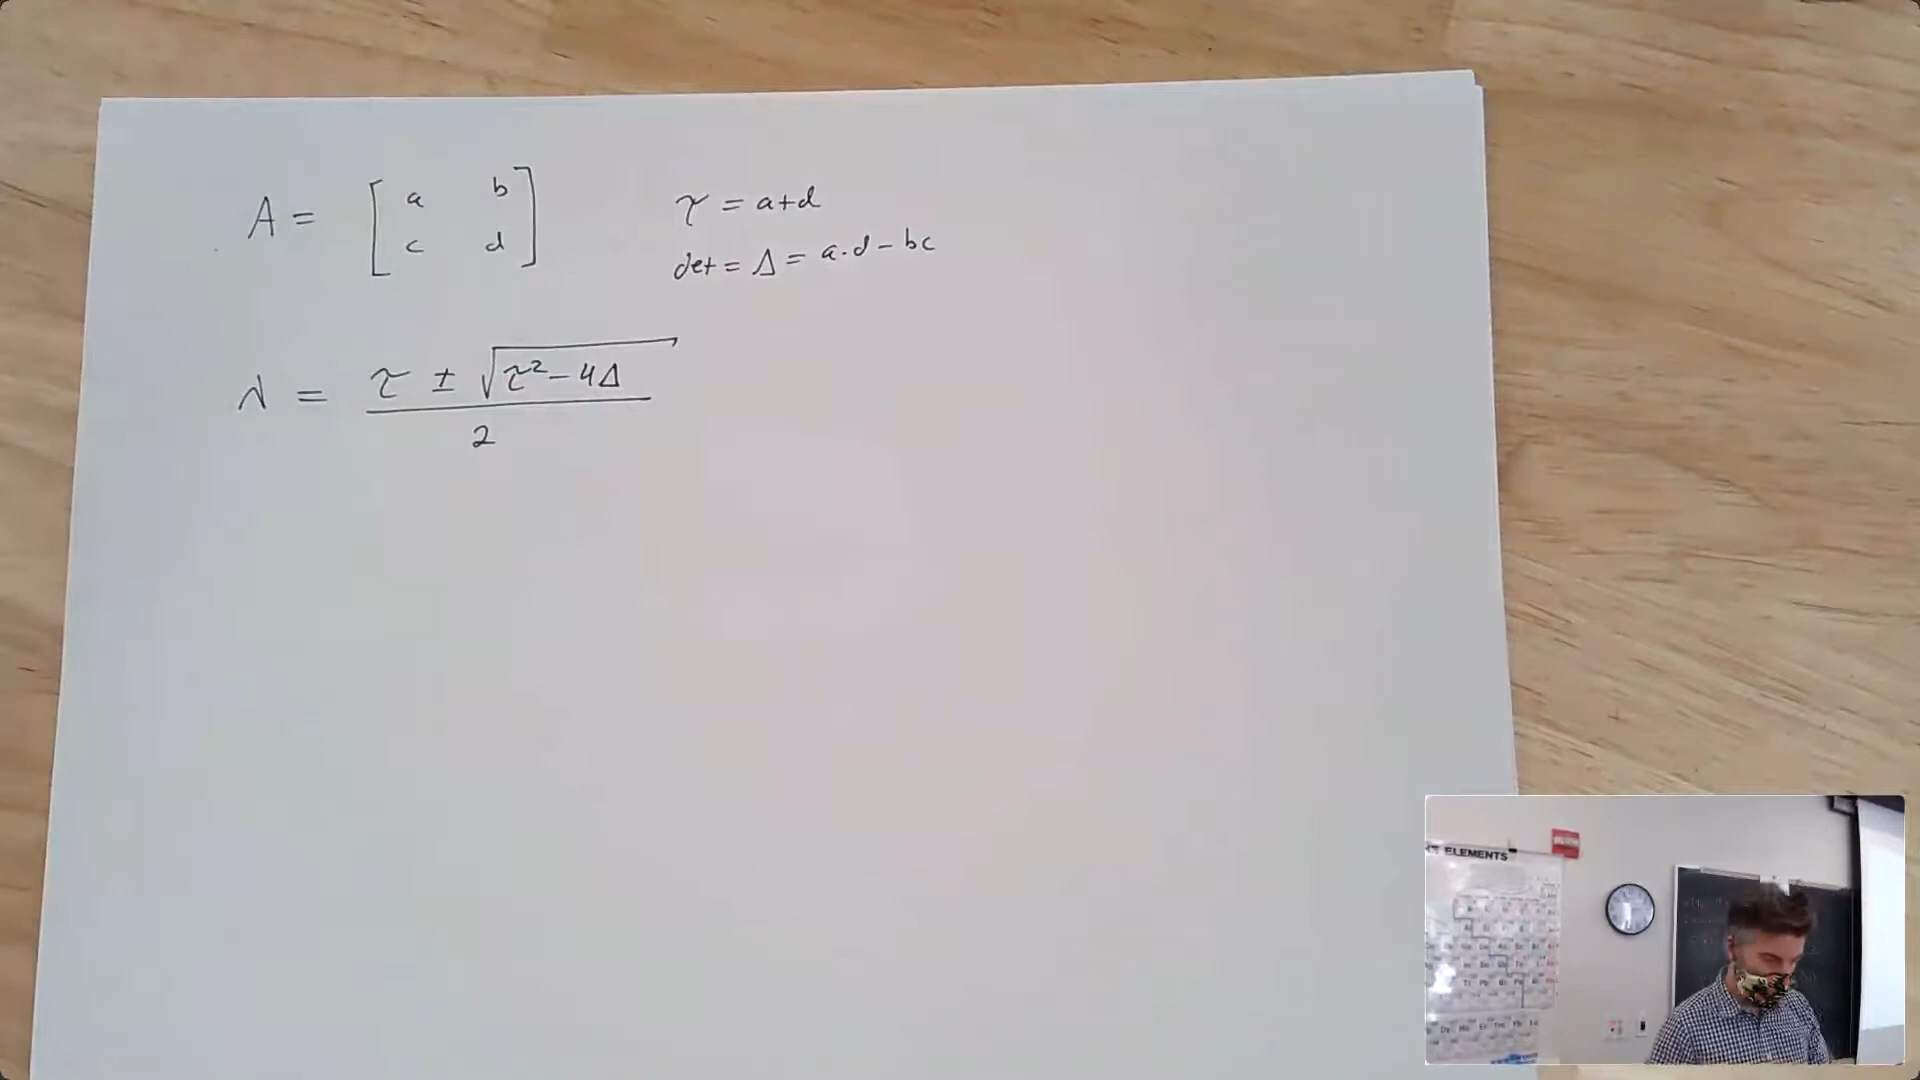 A = [ a b
c d ]
τ = a+d
det = Δ = a·d − bc
λ = (τ ± √(τ² − 4Δ)) / 2
ELEMENTS